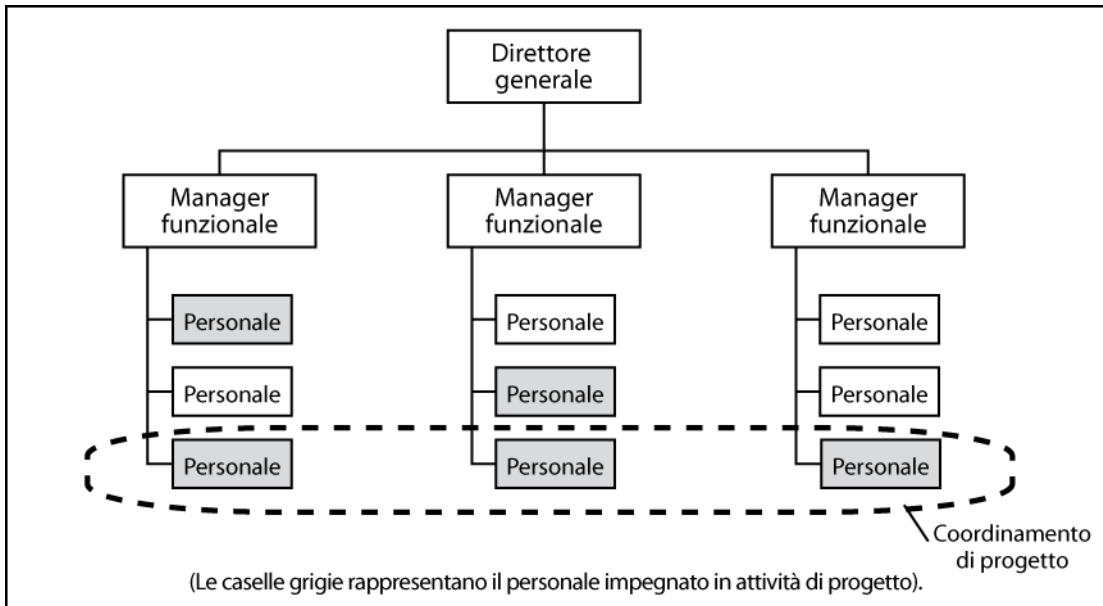 Direttore
generale
Manager
funzionale
Manager
funzionale
Manager
funzionale
Personale
Personale
Personale
Personale
Personale
Personale
Personale
Personale
Personale
Coordinamento
di progetto
(Le caselle grigie rappresentano il personale impegnato in attività di progetto).